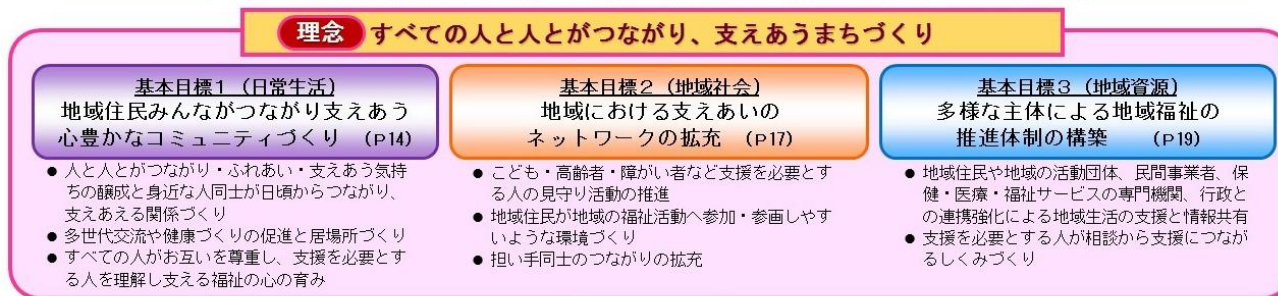 理念 すべての人と人とがつながり、支えあうまちづくり
基本目標1（日常生活）
地域住民みんながつながり支えあう
心豊かなコミュニティづくり （P14）
● 人と人とがつながり・ふれあい・支えあう気持
ちの醸成と身近な人同士が日頃からつながり、
支えあえる関係づくり
● 多世代交流や健康づくりの促進と居場所づくり
● すべての人がお互いを尊重し、支援を必要とす
る人を理解し支える福祉の心の育み
基本目標2（地域社会）
地域における支えあいの
ネットワークの拡充 （P17）
● こども・高齢者・障がい者など支援を必要とす
る人の見守り活動の推進
● 地域住民が地域の福祉活動へ参加・参画しやす
いような環境づくり
● 担い手同士のつながりの拡充
基本目標3（地域資源）
多様な主体による地域福祉の
推進体制の構築 （P19）
● 地域住民や地域の活動団体、民間事業者、保
健・医療・福祉サービスの専門機関、行政と
の連携強化による地域生活の支援と情報共有
● 支援を必要とする人が相談から支援につなが
るしくみづくり